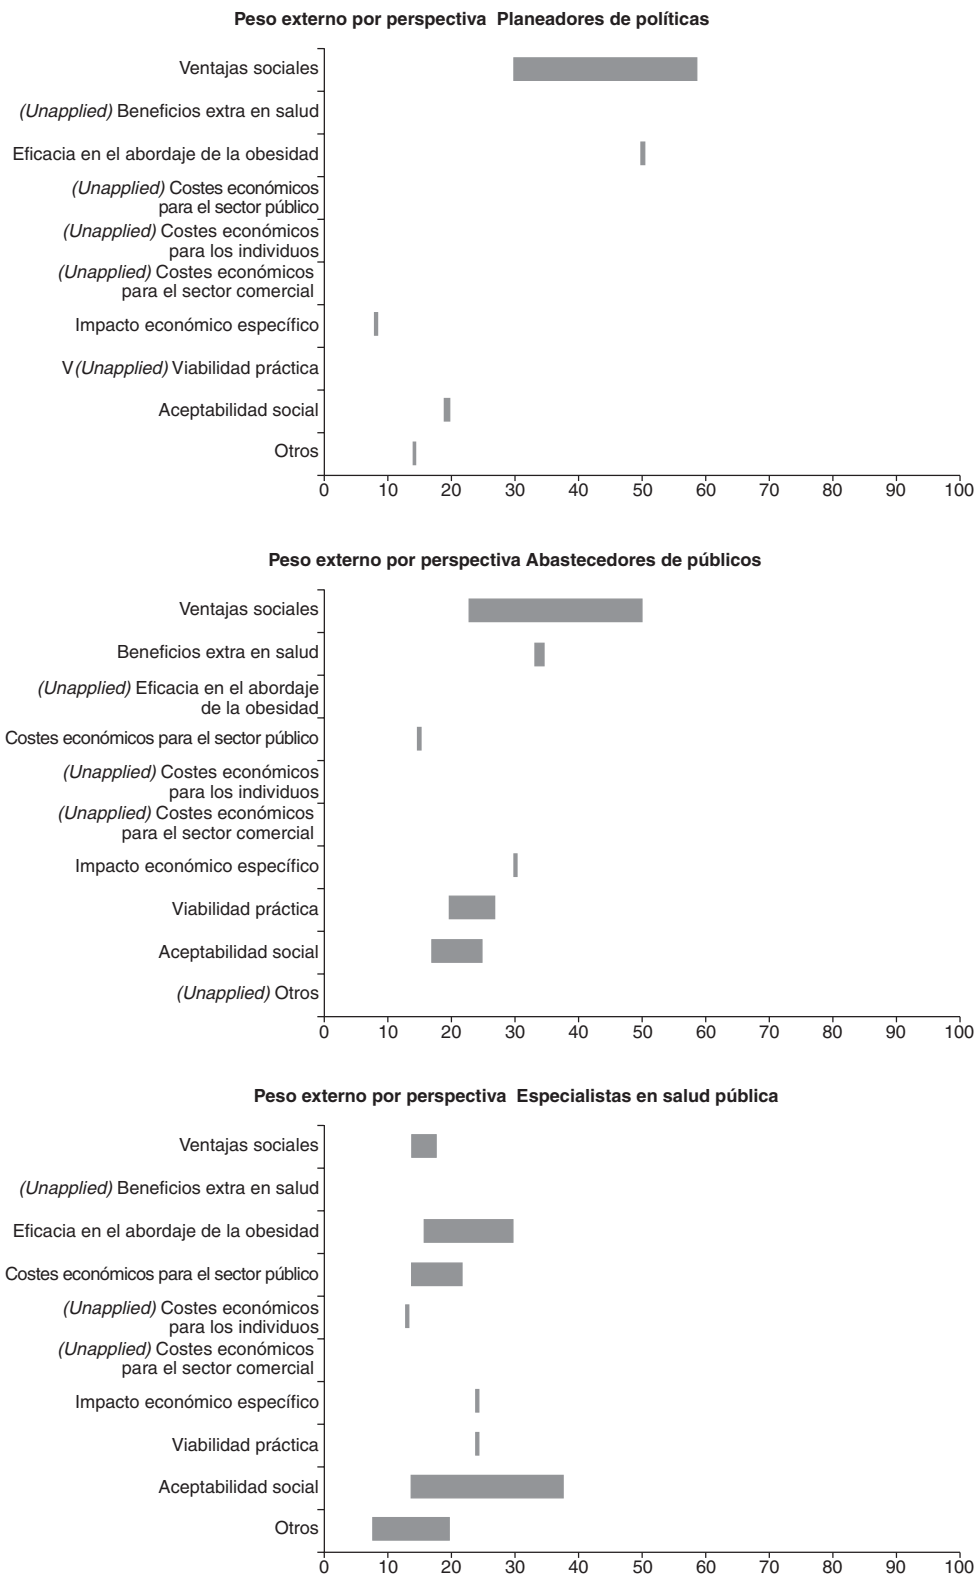 Peso externo por perspectiva Planeadores de políticas
Ventajas sociales
(Unapplied) Beneficios extra en salud
Eficacia en el abordaje de la obesidad
(Unapplied) Costes económicos
para el sector público
(Unapplied) Costes económicos
para los individuos
(Unapplied) Costes económicos
para el sector comercial
Impacto económico específico
V(Unapplied) Viabilidad práctica
Aceptabilidad social
Otros
0 10 20 30 40 50 60 70 80 90 100
Peso externo por perspectiva Abastecedores de públicos
Ventajas sociales
Beneficios extra en salud
(Unapplied) Eficacia en el abordaje
de la obesidad
Costes económicos para el sector público
(Unapplied) Costes económicos
para los individuos
(Unapplied) Costes económicos
para el sector comercial
Impacto económico específico
Viabilidad práctica
Aceptabilidad social
(Unapplied) Otros
0 10 20 30 40 50 60 70 80 90 100
Peso externo por perspectiva Especialistas en salud pública
Ventajas sociales
(Unapplied) Beneficios extra en salud
Eficacia en el abordaje de la obesidad
Costes económicos para el sector público
(Unapplied) Costes económicos
para los individuos
(Unapplied) Costes económicos
para el sector comercial
Impacto económico específico
Viabilidad práctica
Aceptabilidad social
Otros
0 10 20 30 40 50 60 70 80 90 100